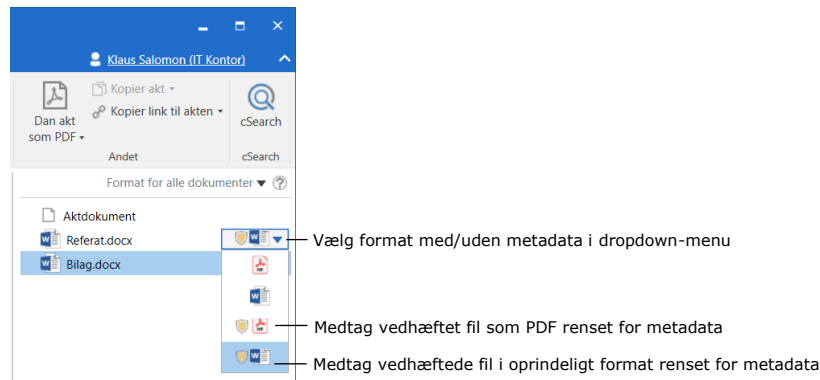 Klaus Salomon (IT Kontor)
Dan akt
som PDF
Kopier akt
Kopier link til akten
cSearch
Andet
cSearch
Format for alle dokumenter
Aktdokument
Referat.docx
Vælg format med/uden metadata i dropdown-menu
Bilag.docx
Medtag vedhæftet fil som PDF renset for metadata
Medtag vedhæftede fil i oprindeligt format renset for metadata